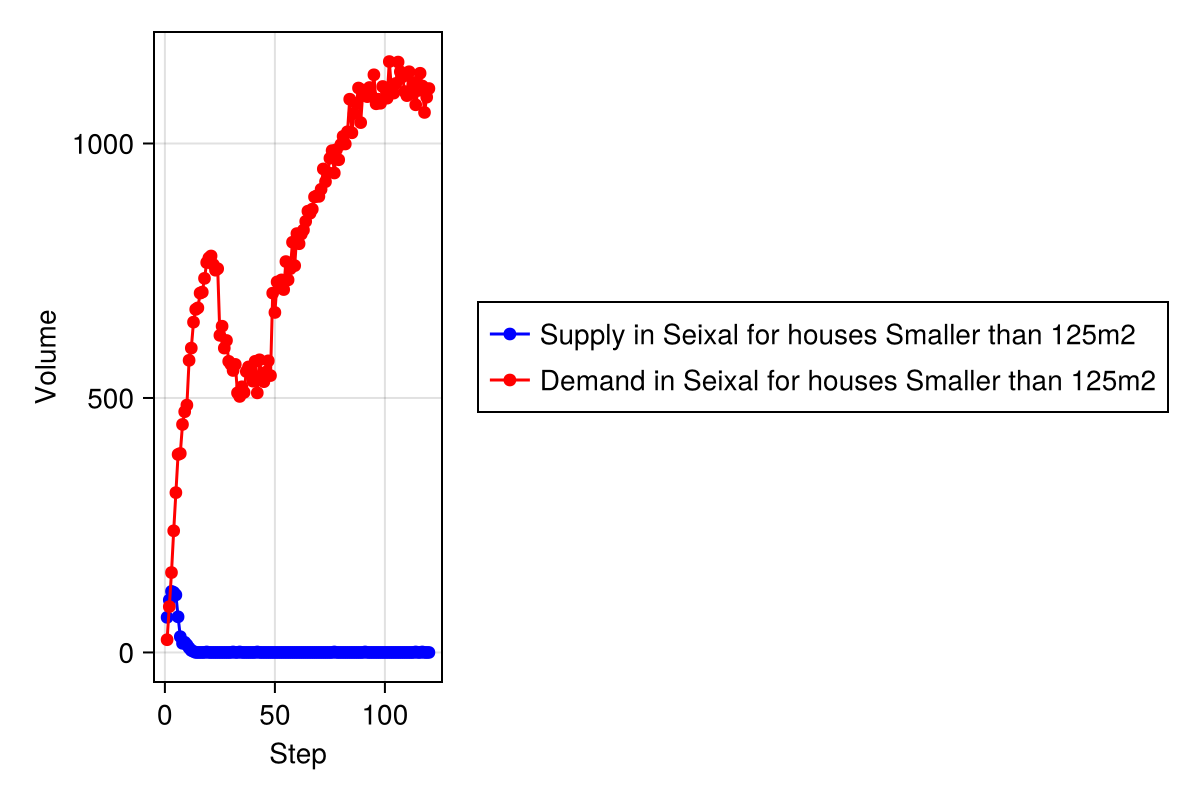 1000
500
0
Volume
0 50 100
Step
Supply in Seixal for houses Smaller than 125m2
Demand in Seixal for houses Smaller than 125m2